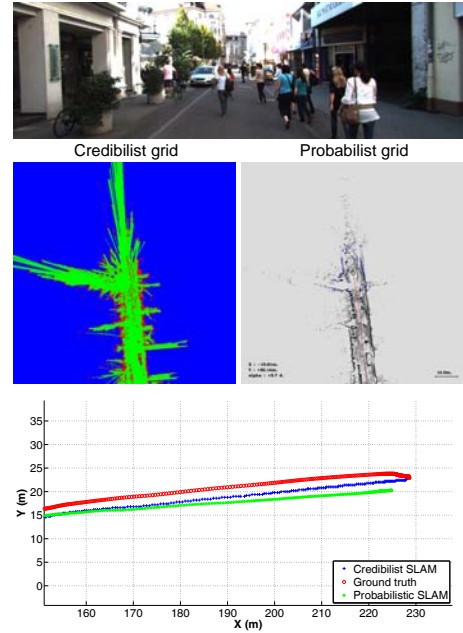 Credibilist grid
Probabilist grid
35
30
25
20
15
10
5
0
Y (m)
160
170
180
190
200
210
220
230
X (m)
Credibilist SLAM
Ground truth
Probabilistic SLAM